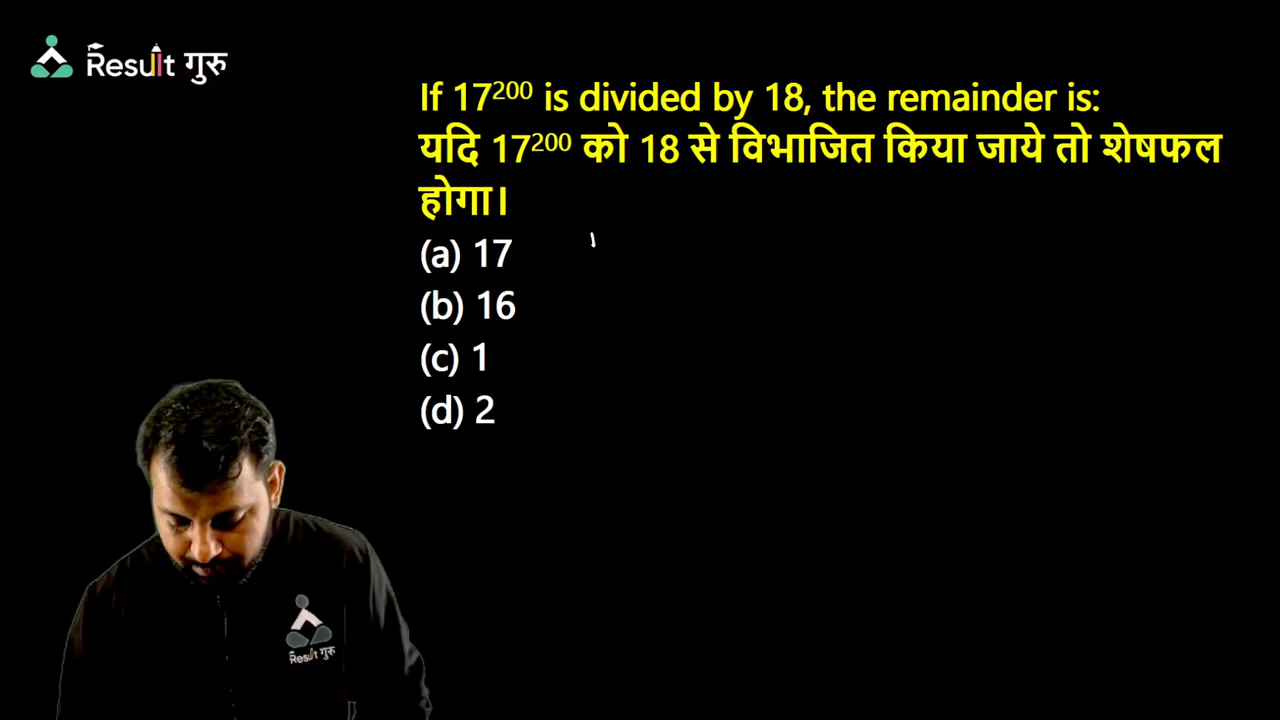 Result गुरु
If 17²⁰⁰ is divided by 18, the remainder is:
यदि 17²⁰⁰ को 18 से विभाजित किया जाये तो शेषफल
होगा।
(a) 17
(b) 16
(c) 1
(d) 2
Result गुरु